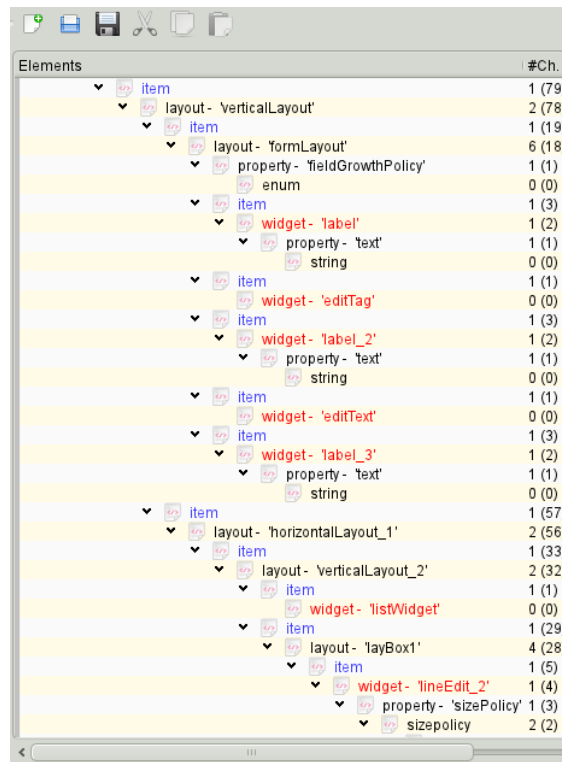 Elements #Ch.
item 1 (79
layout - 'verticalLayout' 2 (78
item 1 (19
layout - 'formLayout' 6 (18
property - 'fieldGrowthPolicy' 1 (1)
enum 0 (0)
item 1 (3)
widget - 'label' 1 (2)
property - 'text' 1 (1)
string 0 (0)
item 1 (1)
widget - 'editTag' 0 (0)
item 1 (3)
widget - 'label_2' 1 (2)
property - 'text' 1 (1)
string 0 (0)
item 1 (1)
widget - 'editText' 0 (0)
item 1 (3)
widget - 'label_3' 1 (2)
property - 'text' 1 (1)
string 0 (0)
item 1 (57
layout - 'horizontalLayout_1' 2 (56
item 1 (33
layout - 'verticalLayout_2' 2 (32
item 1 (1)
widget - 'listWidget' 0 (0)
item 1 (29
layout - 'layBox1' 4 (28
item 1 (5)
widget - 'lineEdit_2' 1 (4)
property - 'sizePolicy' 1 (3)
sizepolicy 2 (2)